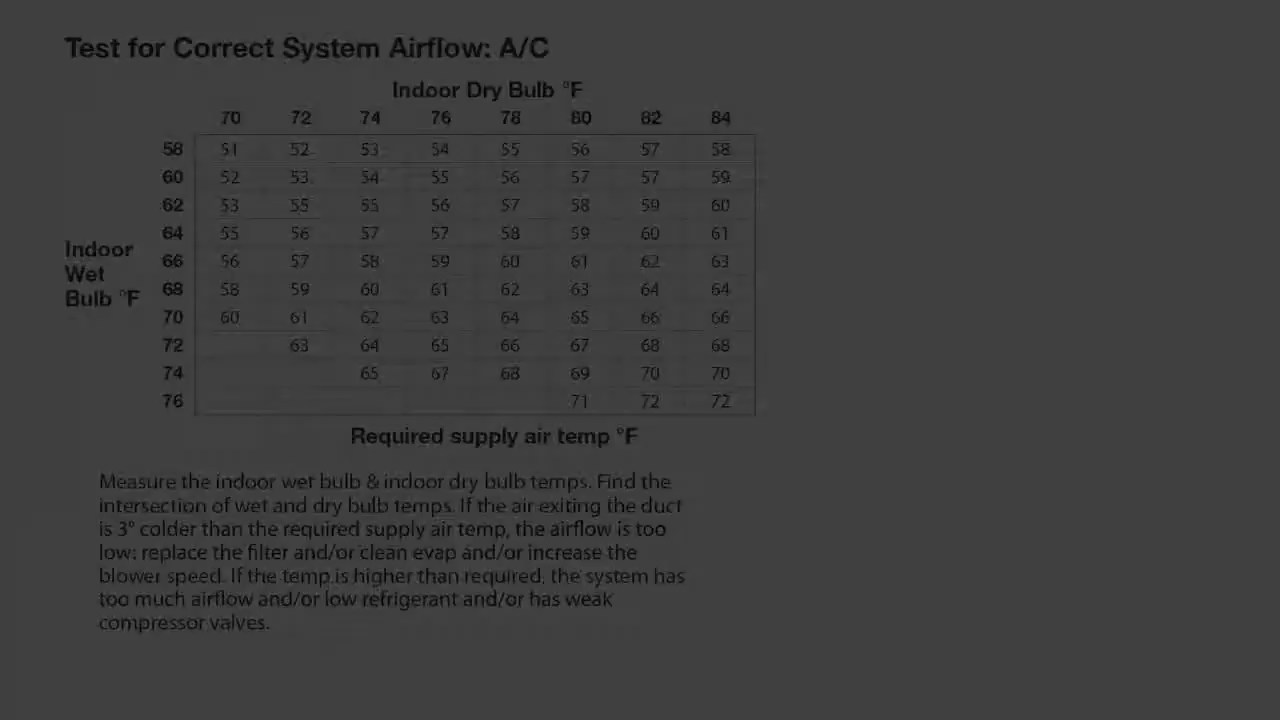 Test for Correct System Airflow: A/C
Indoor Dry Bulb °F
70 72 74 76 78 80 82 84
58 51 52 53 54 55 56 57 58
60 52 53 54 55 56 57 57 59
62 53 55 55 56 57 58 59 60
64 55 56 57 57 58 59 60 61
Indoor
Wet
Bulb °F
66 56 57 58 59 60 61 62 63
68 58 59 60 61 62 63 64 64
70 60 61 62 63 64 65 66 66
72 63 64 65 66 67 68 68
74 65 67 68 69 70 70
76 71 72 72
Required supply air temp °F
Measure the indoor wet bulb & indoor dry bulb temps. Find the
intersection of wet and dry bulb temps. If the air exiting the duct
is 3° colder than the required supply air temp, the airflow is too
low: replace the filter and/or clean evap and/or increase the
blower speed. If the temp is higher than required, the system has
too much airflow and/or low refrigerant and/or has weak
compressor valves.